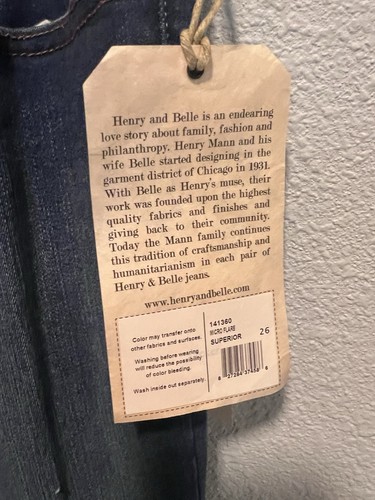 Henry and Belle is an endearing
love story about family, fashion and
philanthropy. Henry Mann and his
wife Belle started designing in the
garment district of Chicago in 1931.
With Belle as Henry's muse, their
work was founded upon the highest
quality fabrics and finishes and
giving back to their community.
Today the Mann family continues
this tradition of craftsmanship and
humanitarianism in each pair of
Henry & Belle jeans.
www.henryandbelle.com
Color may transfer onto
other fabrics and surfaces.
Washing before wearing
will reduce the possibility
of color bleeding.
Wash inside out separately.
141360
MICRO FLARE
SUPERIOR 26